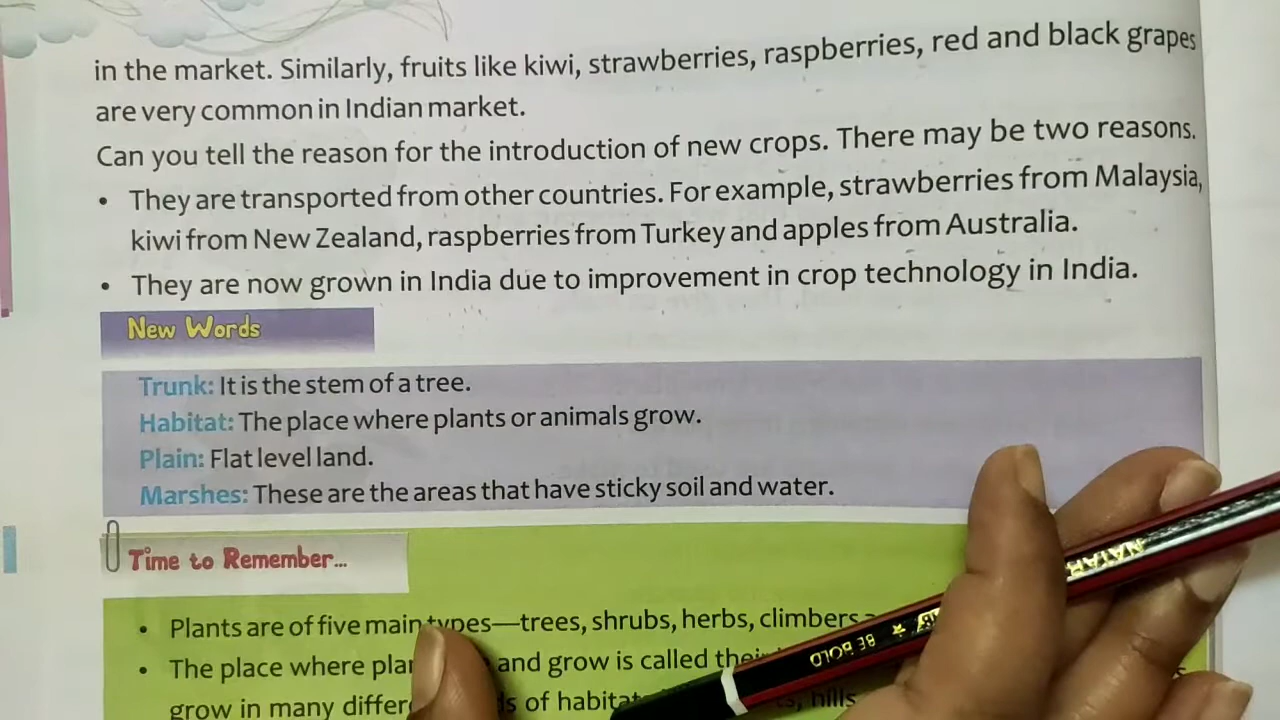 in the market. Similarly, fruits like kiwi, strawberries, raspberries, red and black grapes
are very common in Indian market.
Can you tell the reason for the introduction of new crops. There may be two reasons.
• They are transported from other countries. For example, strawberries from Malaysia,
kiwi from New Zealand, raspberries from Turkey and apples from Australia.
• They are now grown in India due to improvement in crop technology in India.
New Words
Trunk: It is the stem of a tree.
Habitat: The place where plants or animals grow.
Plain: Flat level land.
Marshes: These are the areas that have sticky soil and water.
Time to Remember...
• Plants are of five main types—trees, shrubs, herbs, climbers
• The place where and grow is called
grow in many of hills
BE BOLD